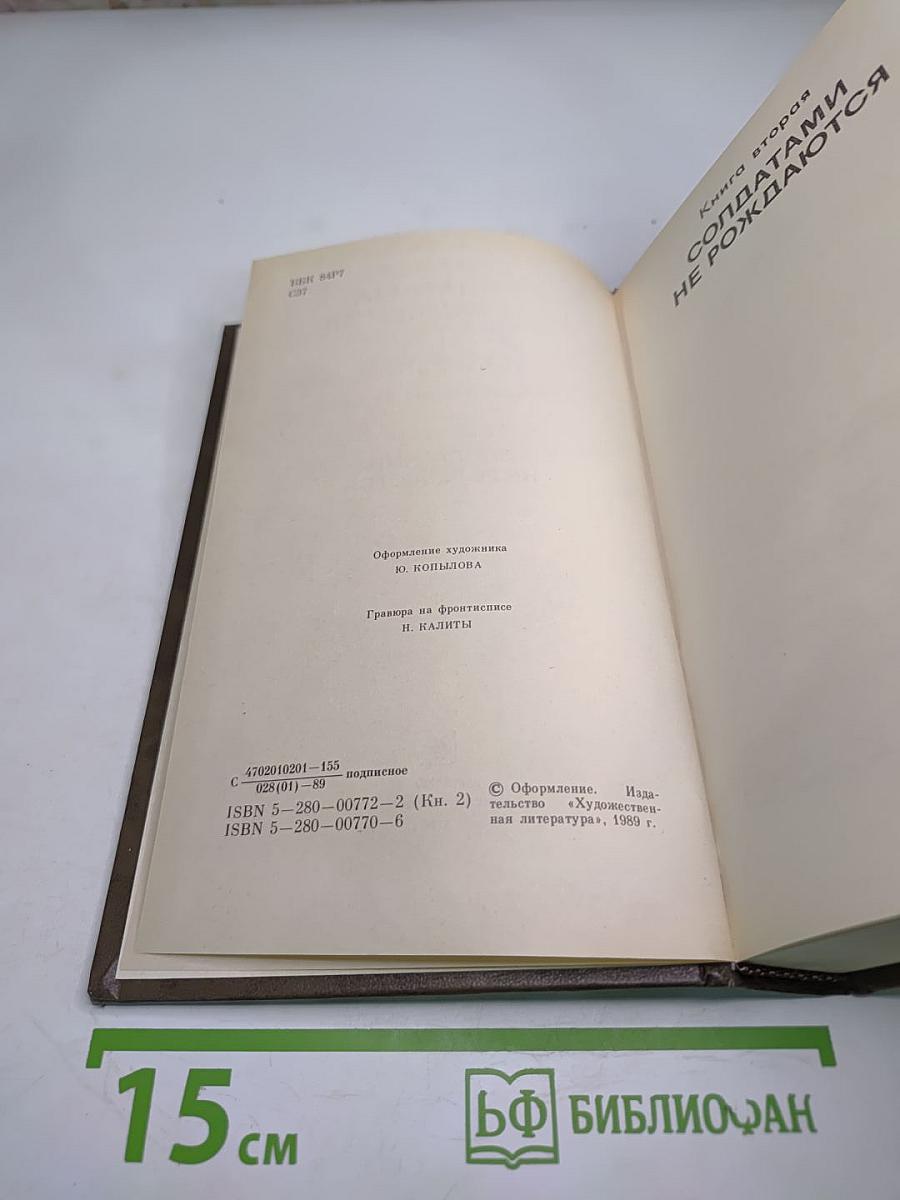 ББК 84Р7
С37
Оформление художника
Ю. КОПЫЛОВА
Гравюра на фронтисписе
Н. КАЛИТЫ
С 4702010201—155
028(01)—89 подписное
ISBN 5—280—00772—2 (Кн. 2)
ISBN 5—280—00770—6
© Оформление. Изда-
тельство «Художествен-
ная литература», 1989 г.
Книга вторая
СОЛДАТАМИ
НЕ РОЖДАЮТСЯ
15 см
БФ БИБЛИОФАН